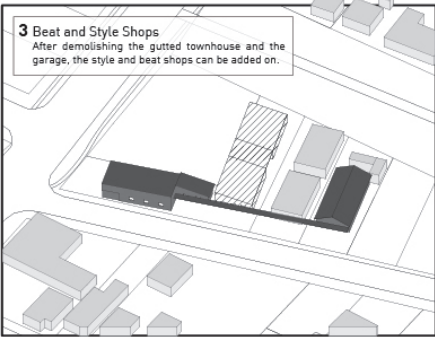 3 Beat and Style Shops
After demolishing the gutted townhouse and the
garage, the style and beat shops can be added on.